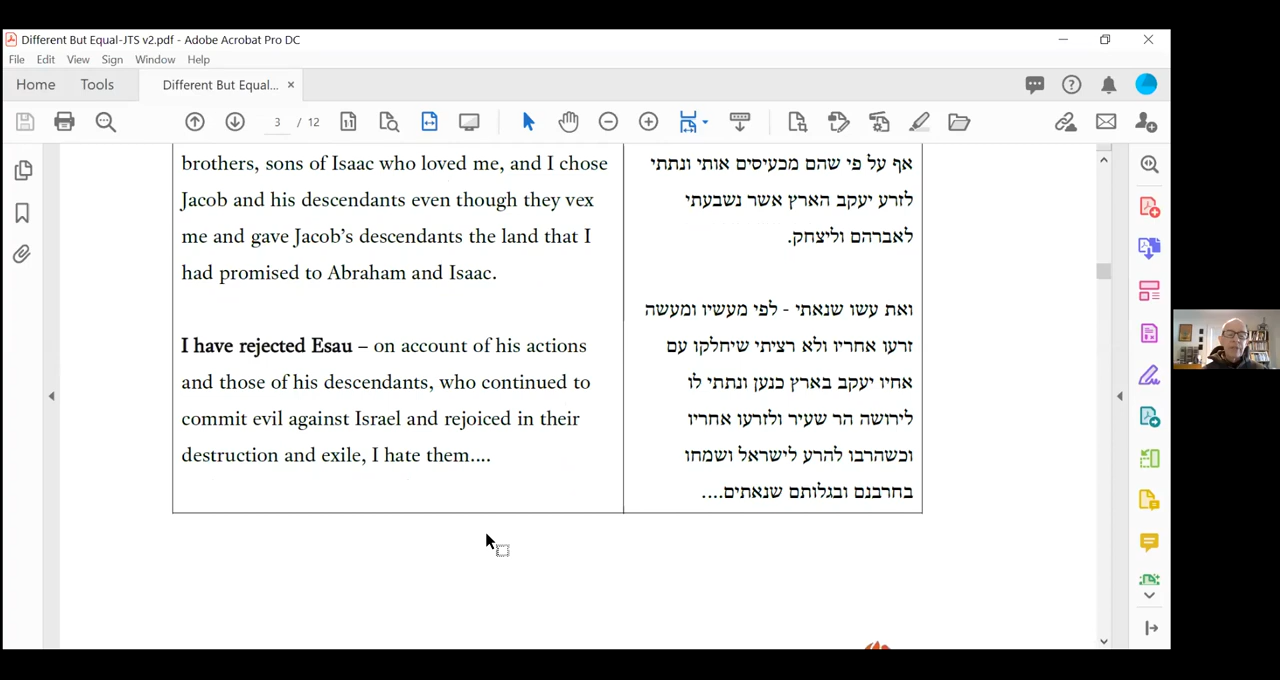 Different But Equal-JTS v2.pdf - Adobe Acrobat Pro DC
File Edit View Sign Window Help
Home Tools Different But Equal... ×
3 / 12
brothers, sons of Isaac who loved me, and I chose
Jacob and his descendants even though they vex
me and gave Jacob's descendants the land that I
had promised to Abraham and Isaac.
I have rejected Esau – on account of his actions
and those of his descendants, who continued to
commit evil against Israel and rejoiced in their
destruction and exile, I hate them....
אף על פי שהם מכעיסים אותי ונתתי
לזרע יעקב הארץ אשר נשבעתי
לאברהם וליצחק.
ואת עשו שנאתי - לפי מעשיו ומעשה
זרעו אחריו ולא רציתי שיחלקו עם
אחיו יעקב בארץ כנען ונתתי לו
לירושה הר שעיר ולזרעו אחריו
וכשהרבו להרע לישראל ושמחו
בחרבנם ובגלותם שנאתים....